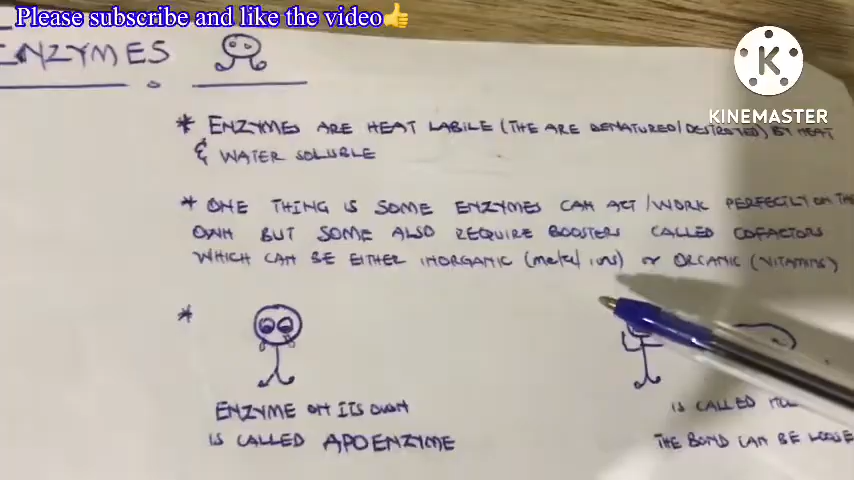 Please subscribe and like the video👍
ENZYMES
K
KINEMASTER
* ENZYMES ARE HEAT LABILE (THE ARE DENATURED/DESTROYED) BY HEAT
& WATER SOLUBLE
* ONE THING IS SOME ENZYMES CAN ACT/WORK PERFECTLY ON THE
OWN BUT SOME ALSO REQUIRE BOOSTERS CALLED COFACTORS
WHICH CAN BE EITHER INORGANIC (metal ions) or ORGANIC (VITAMINS)
*
ENZYME ON ITS OWN
IS CALLED APOENZYME
IS CALLED
THE BOND CAN BE LOOSE